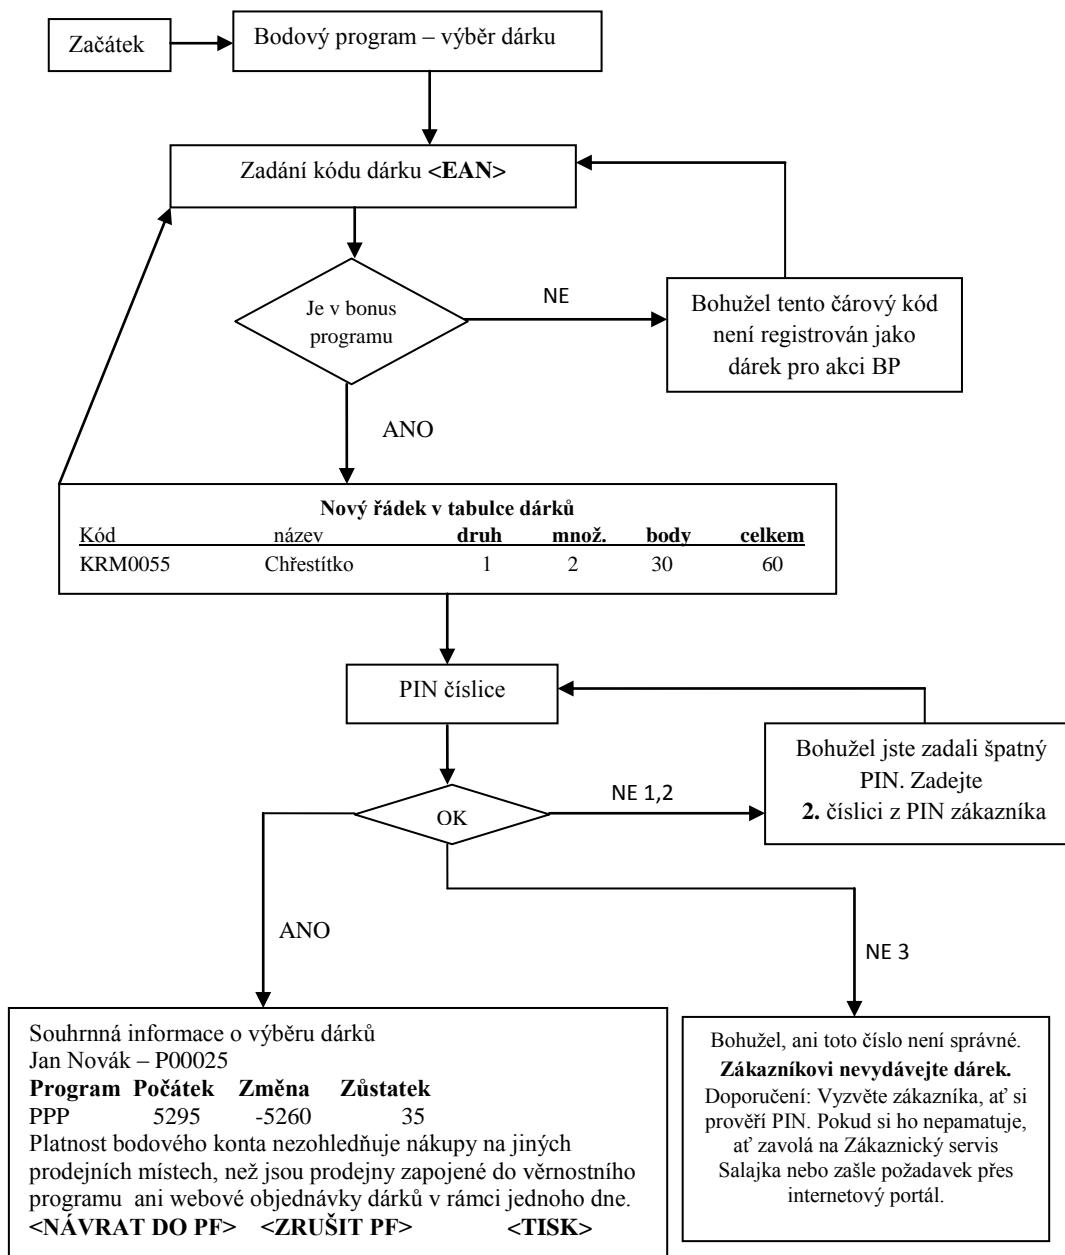 Začátek
Bodový program – výběr dárku
Zadání kódu dárku <EAN>
Je v bonus
programu
NE
Bohužel tento čárový kód
není registrován jako
dárek pro akci BP
ANO
Nový řádek v tabulce dárků
Kód název druh množ. body celkem
KRM0055 Chřestítko 1 2 30 60
PIN číslice
OK
NE 1,2
Bohužel jste zadali špatný
PIN. Zadejte
2. číslici z PIN zákazníka
ANO
NE 3
Souhrnná informace o výběru dárků
Jan Novák – P00025
Program Počátek Změna Zůstatek
PPP 5295 -5260 35
Platnost bodového konta nezohledňuje nákupy na jiných
prodejních místech, než jsou prodejny zapojené do věrnostního
programu ani webové objednávky dárků v rámci jednoho dne.
<NÁVRAT DO PF> <ZRUŠIT PF> <TISK>
Bohužel, ani toto číslo není správné.
Zákazníkovi nevydávejte dárek.
Doporučení: Vyzvěte zákazníka, ať si
prověří PIN. Pokud si ho nepamatuje,
ať zavolá na Zákaznický servis
Salajka nebo zašle požadavek přes
internetový portál.